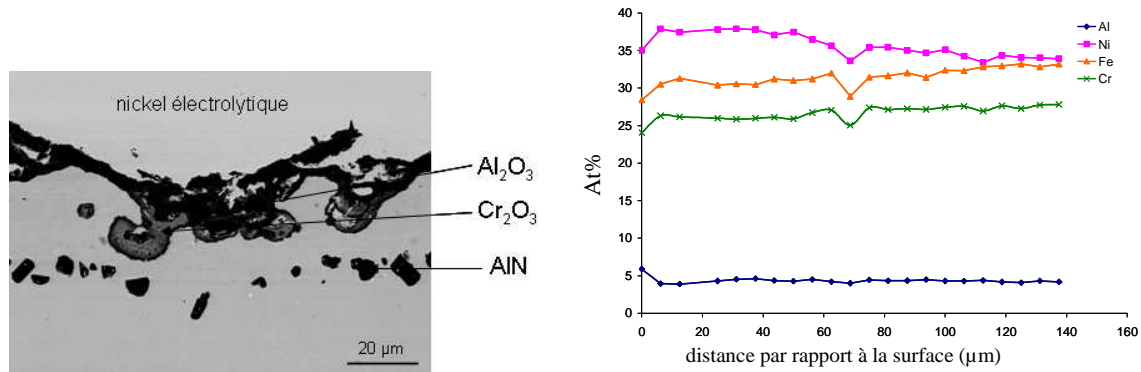 nickel électrolytique
Al₂O₃
Cr₂O₃
AlN
20 µm
40
35
30
25
20
15
10
5
0
At%
0 20 40 60 80 100 120 140 160
distance par rapport à la surface (µm)
Al
Ni
Fe
Cr